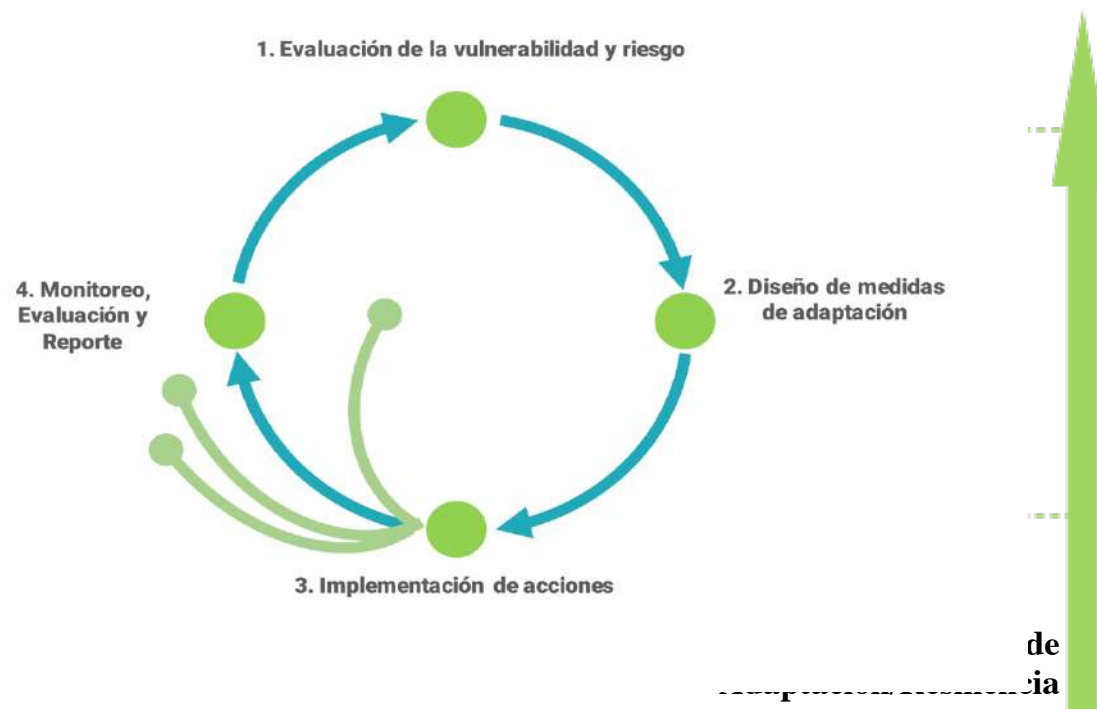 1. Evaluación de la vulnerabilidad y riesgo
4. Monitoreo,
Evaluación y
Reporte
2. Diseño de medidas
de adaptación
3. Implementación de acciones
de